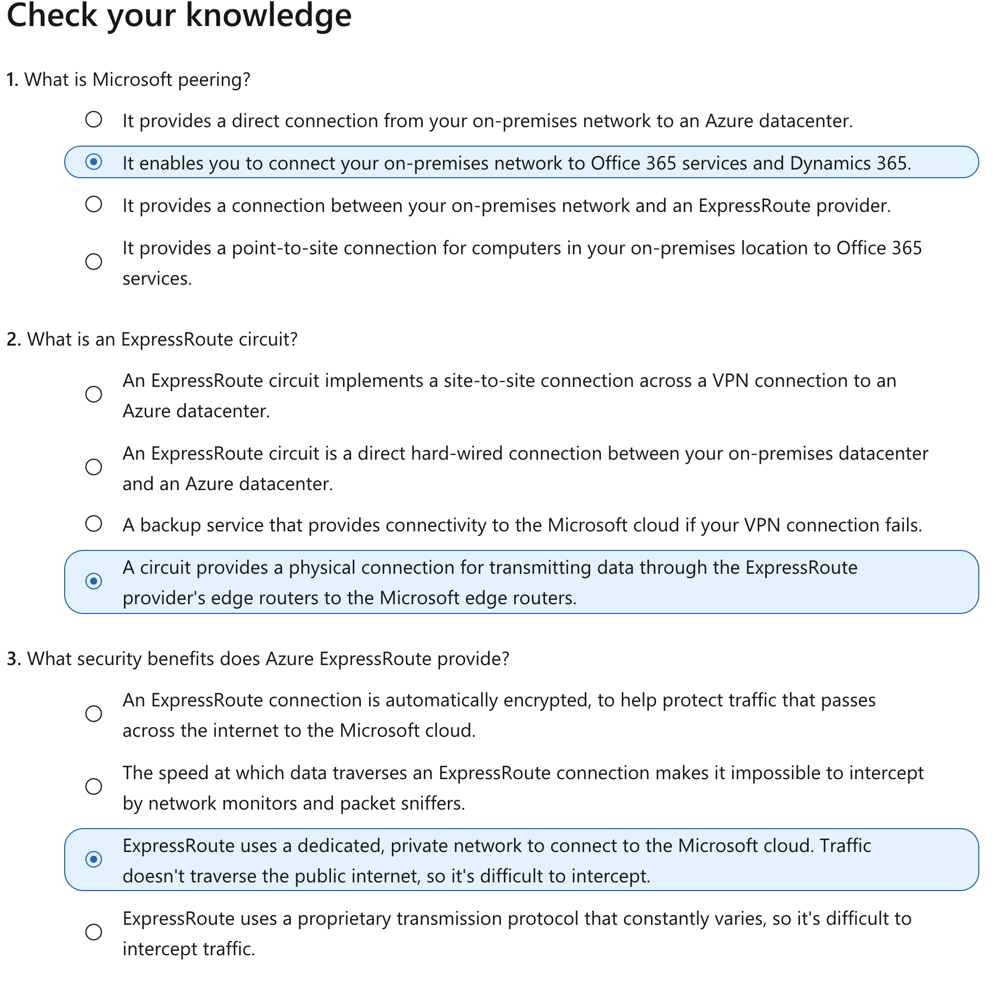 Check your knowledge
1. What is Microsoft peering?
It provides a direct connection from your on-premises network to an Azure datacenter.
It enables you to connect your on-premises network to Office 365 services and Dynamics 365.
It provides a connection between your on-premises network and an ExpressRoute provider.
It provides a point-to-site connection for computers in your on-premises location to Office 365
services.
2. What is an ExpressRoute circuit?
An ExpressRoute circuit implements a site-to-site connection across a VPN connection to an
Azure datacenter.
An ExpressRoute circuit is a direct hard-wired connection between your on-premises datacenter
and an Azure datacenter.
A backup service that provides connectivity to the Microsoft cloud if your VPN connection fails.
A circuit provides a physical connection for transmitting data through the ExpressRoute
provider's edge routers to the Microsoft edge routers.
3. What security benefits does Azure ExpressRoute provide?
An ExpressRoute connection is automatically encrypted, to help protect traffic that passes
across the internet to the Microsoft cloud.
The speed at which data traverses an ExpressRoute connection makes it impossible to intercept
by network monitors and packet sniffers.
ExpressRoute uses a dedicated, private network to connect to the Microsoft cloud. Traffic
doesn't traverse the public internet, so it's difficult to intercept.
ExpressRoute uses a proprietary transmission protocol that constantly varies, so it's difficult to
intercept traffic.